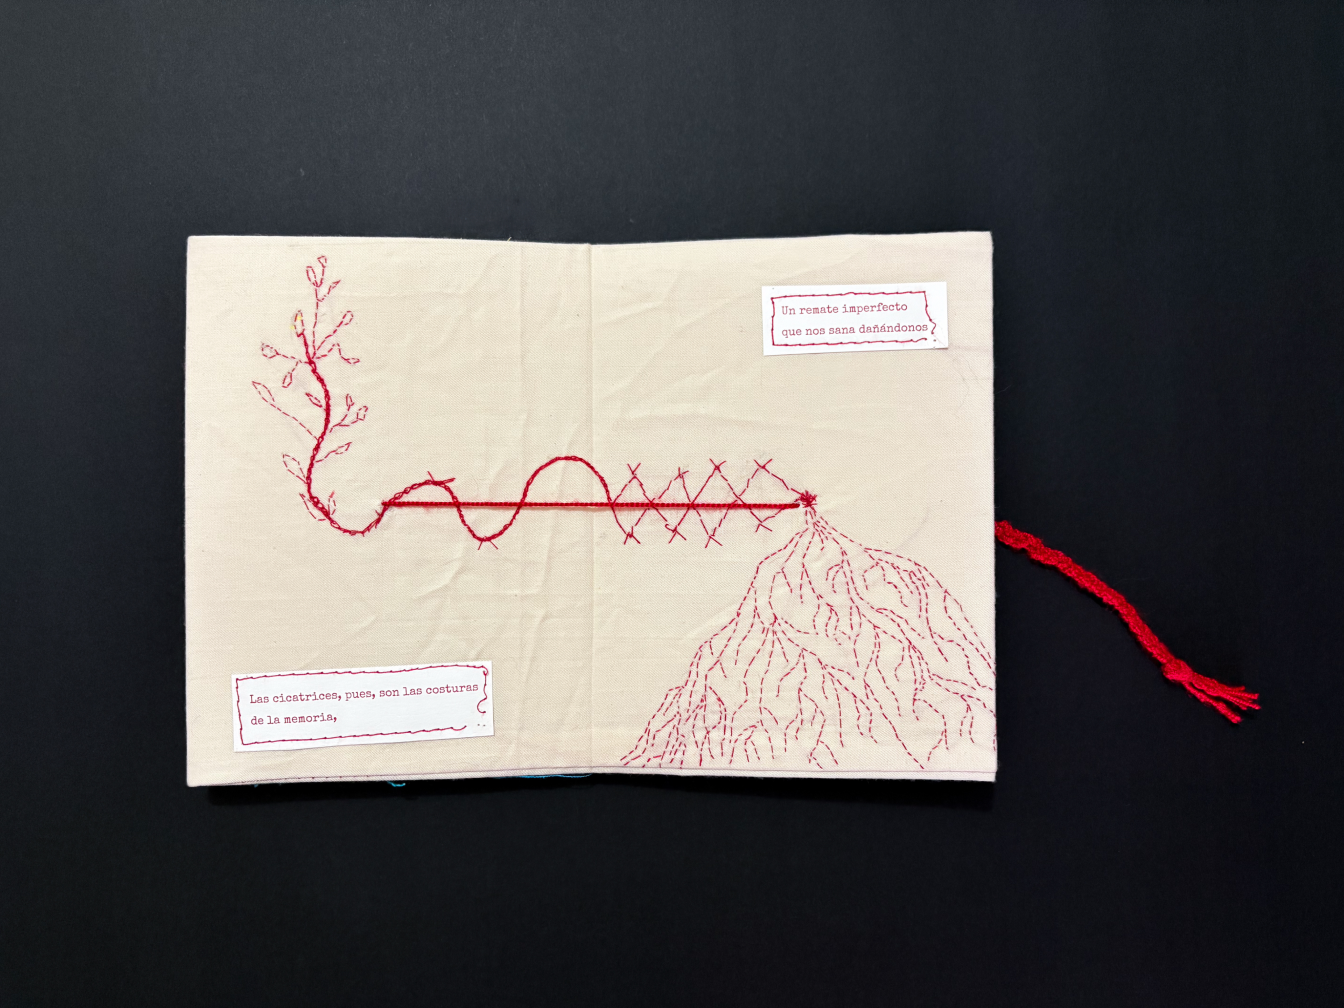 Las cicatrices, pues, son las costuras
de la memoria,
Un remate imperfecto
que nos sana dañándonos